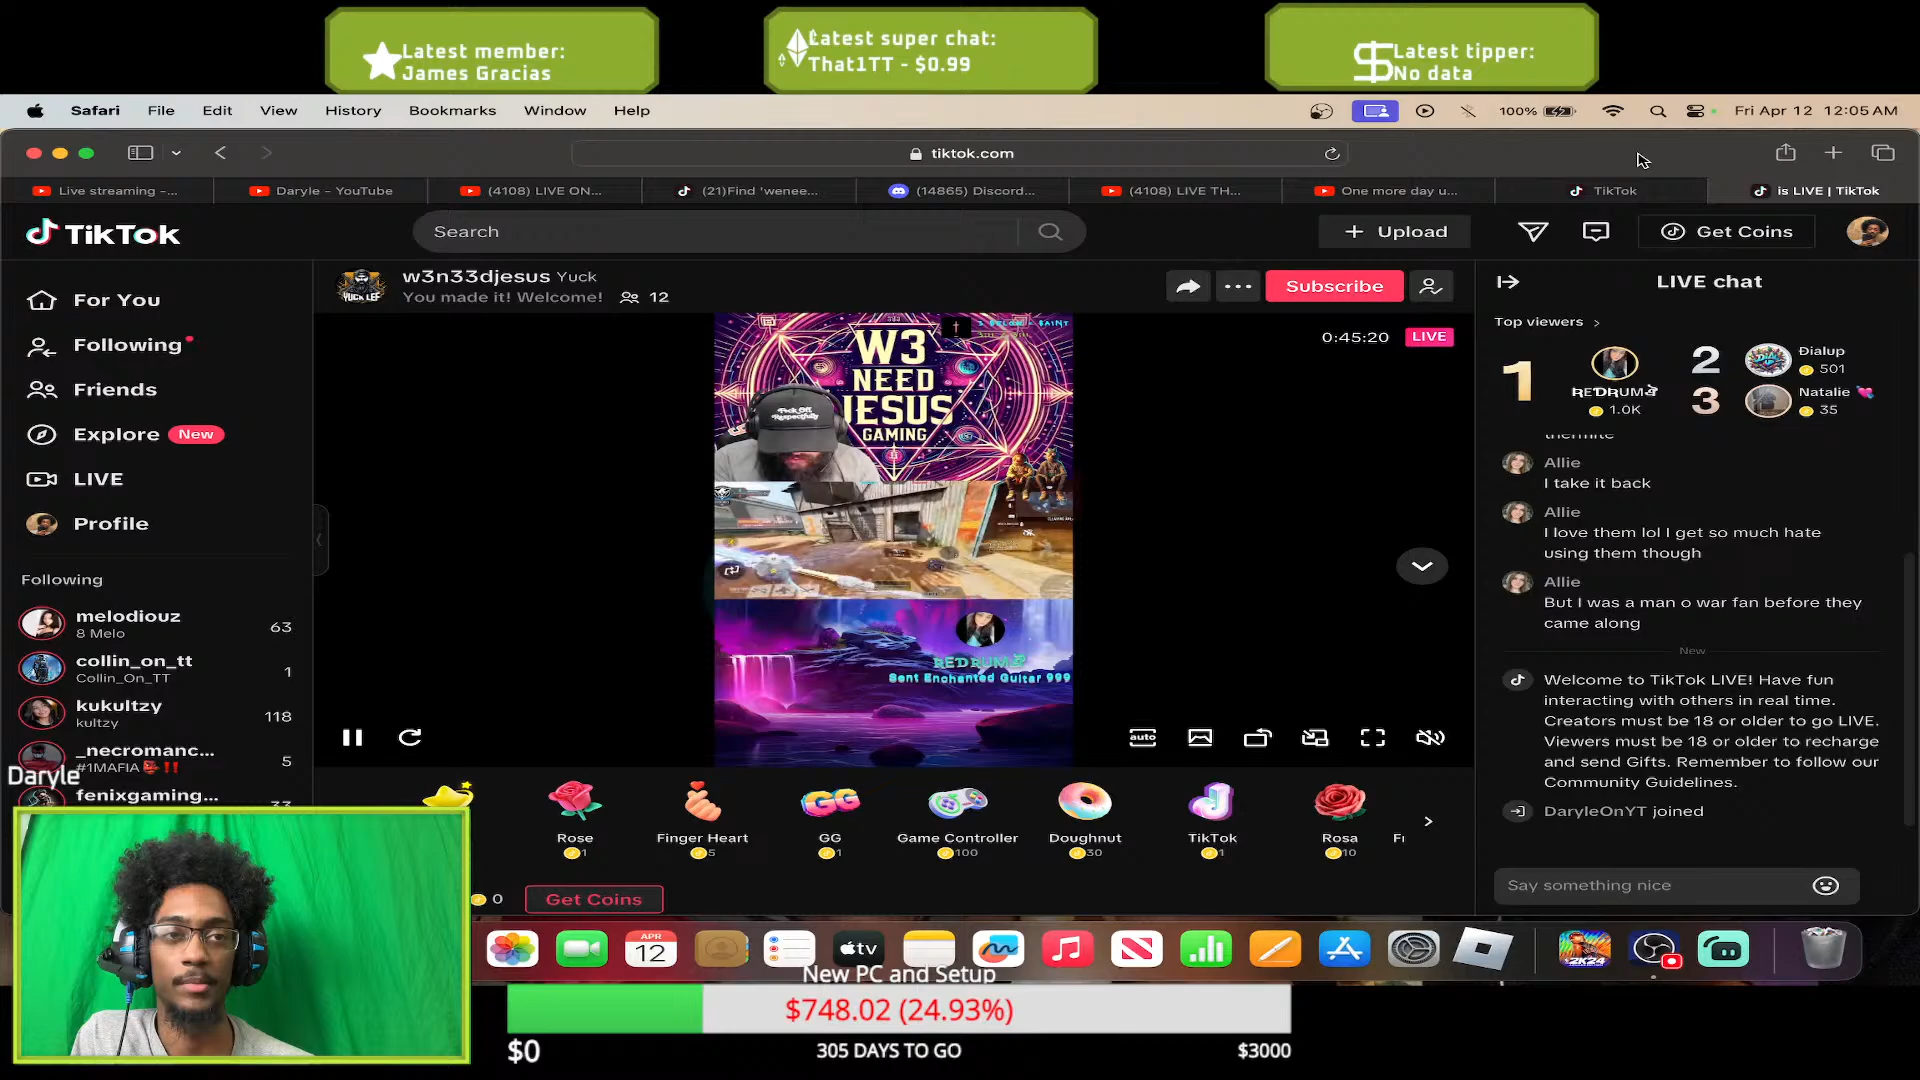 Latest member:
James Gracias
Latest super chat:
That1TT - $0.99
Latest tipper:
No data
Safari File Edit View History Bookmarks Window Help
100% Fri Apr 12 12:05 AM
tiktok.com
Live streaming -...
Daryle - YouTube
(4108) LIVE ON...
(21)Find 'wenee...
(14865) Discord...
(4108) LIVE TH...
One more day u...
TikTok
is LIVE | TikTok
TikTok
Search
+ Upload
Get Coins
For You
Following
Friends
Explore New
LIVE
Profile
Following
melodiouz
8 Melo
63
collin_on_tt
Collin_On_TT
1
kukultzy
kultzy
118
_necromanc...
#1MAFIA
5
fenixgaming...
33
Daryle
w3n33djesus Yuck
You made it! Welcome! 12
Subscribe
0:45:20 LIVE
W3
NEED
JESUS
GAMING
REDRUM
Sent Enchanted Guitar 999
auto
Rose
1
Finger Heart
5
GG
1
Game Controller
100
Doughnut
30
TikTok
1
Rosa
10
0
Get Coins
LIVE chat
Top viewers >
1
REDRUM
1.0K
2
Đialup
501
3
Natalie
35
thermite
Allie
I take it back
Allie
I love them lol I get so much hate
using them though
Allie
But I was a man o war fan before they
came along
New
Welcome to TikTok LIVE! Have fun
interacting with others in real time.
Creators must be 18 or older to go LIVE.
Viewers must be 18 or older to recharge
and send Gifts. Remember to follow our
Community Guidelines.
DaryleOnYT joined
Say something nice
APR
12
tv
2K24
New PC and Setup
$748.02 (24.93%)
$0
305 DAYS TO GO
$3000